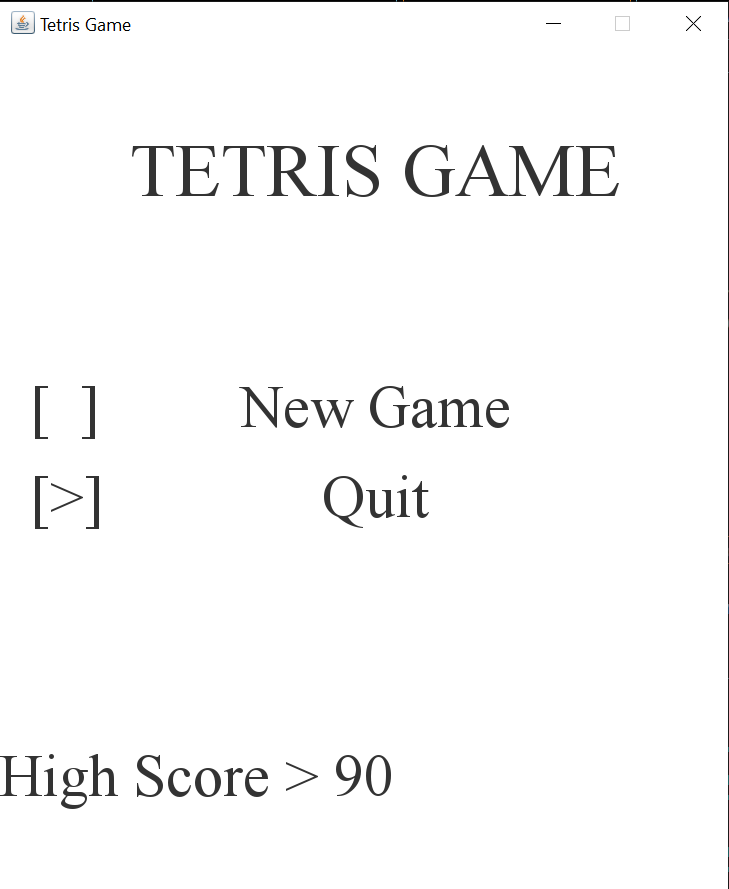 Tetris Game
TETRIS GAME
[  ] New Game
[>] Quit
High Score > 90